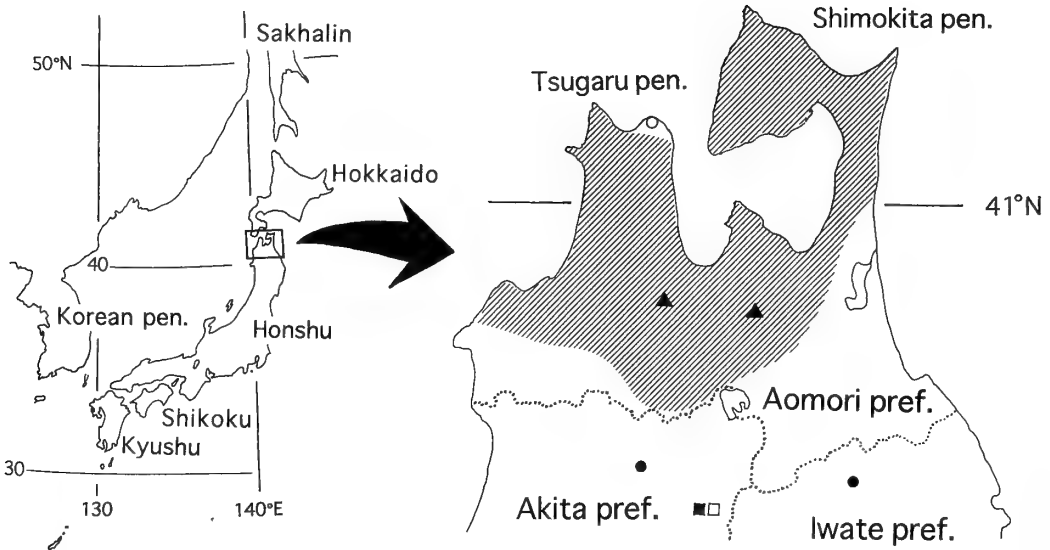 Sakhalin
50°N
Hokkaido
40
Korean pen.
Honshu
Shikoku
Kyushu
30
130
140°E
Shimokita pen.
Tsugaru pen.
41°N
Aomori pref.
Akita pref.
Iwate pref.